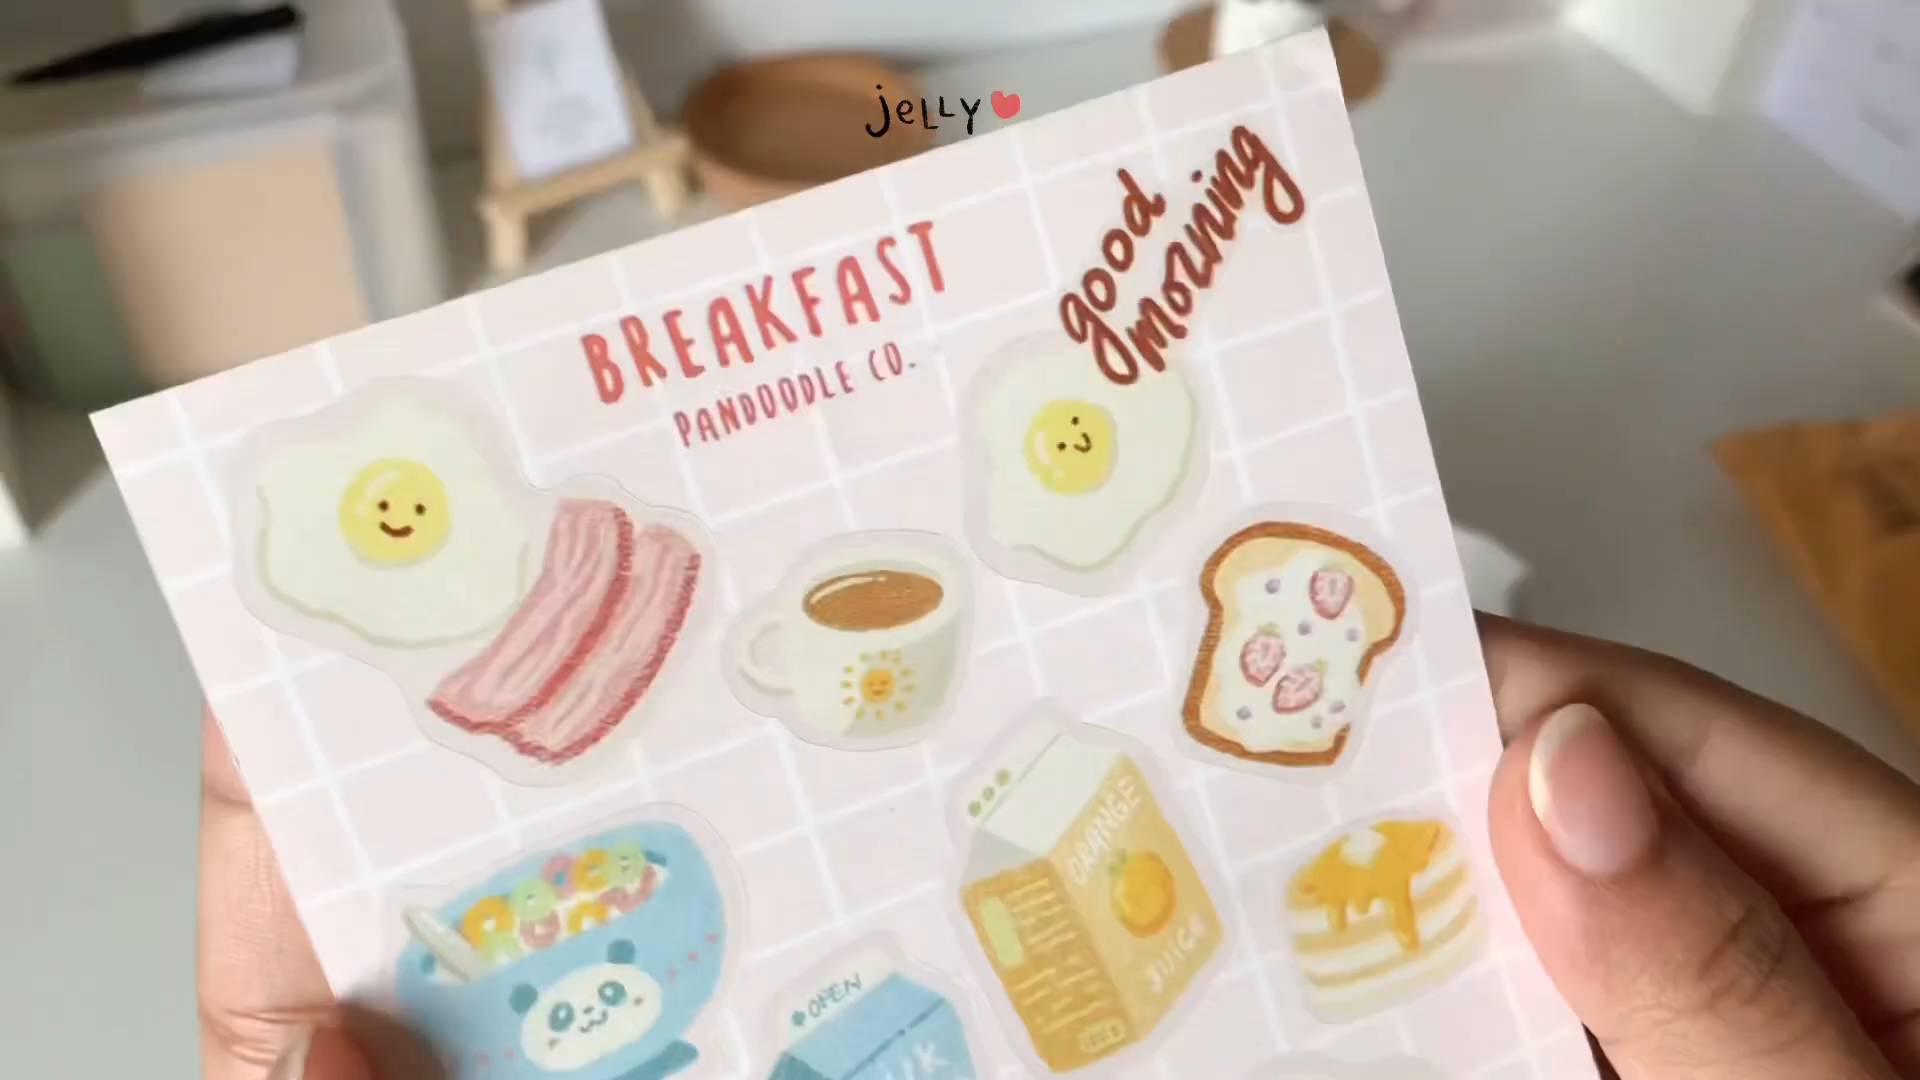 jeLLy
good
morning
BREAKFAST
PANDOODLE CO.
ORANGE
JUICE
OPEN